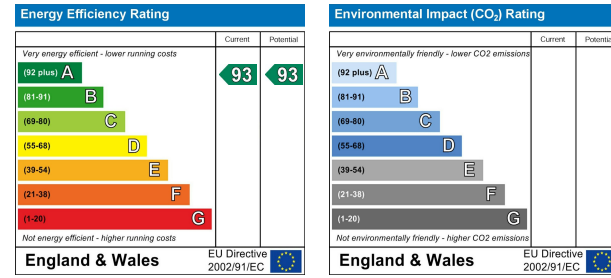 Energy Efficiency Rating
Current Potential
Very energy efficient - lower running costs
(92 plus) A 93 93
(81-91) B
(69-80) C
(55-68) D
(39-54) E
(21-38) F
(1-20) G
Not energy efficient - higher running costs
England & Wales
EU Directive
2002/91/EC
Environmental Impact (CO₂) Rating
Current Potential
Very environmentally friendly - lower CO2 emissions
(92 plus) A
(81-91) B
(69-80) C
(55-68) D
(39-54) E
(21-38) F
(1-20) G
Not environmentally friendly - higher CO2 emissions
England & Wales
EU Directive
2002/91/EC